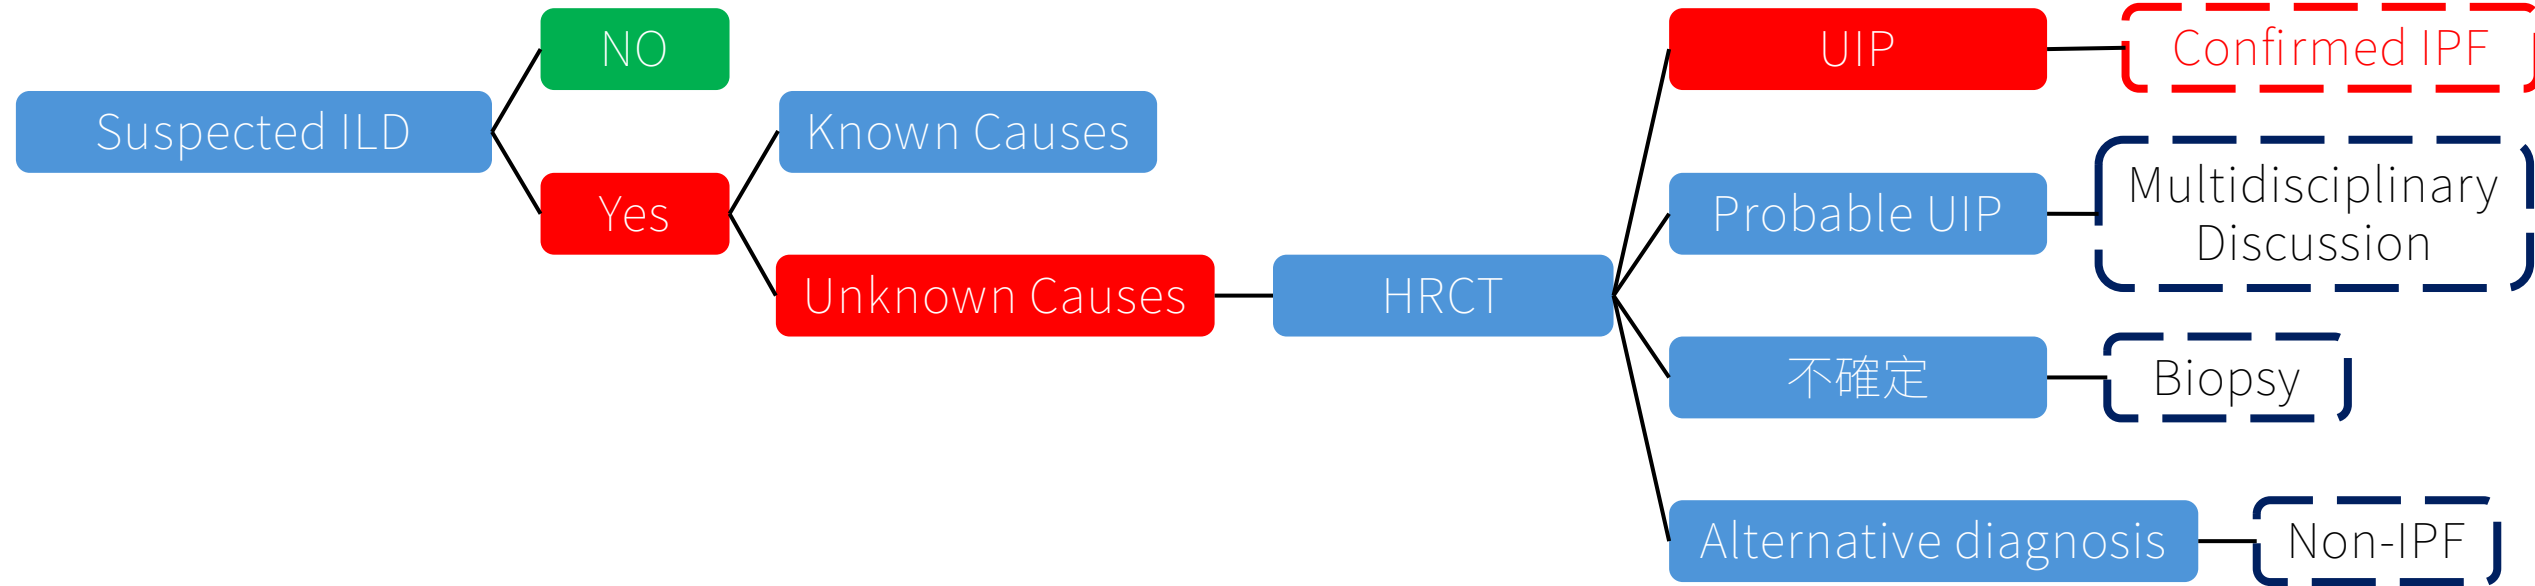 Suspected ILD
NO
Yes
Known Causes
Unknown Causes
HRCT
UIP
Confirmed IPF
Probable UIP
Multidisciplinary
Discussion
不確定
Biopsy
Alternative diagnosis
Non-IPF